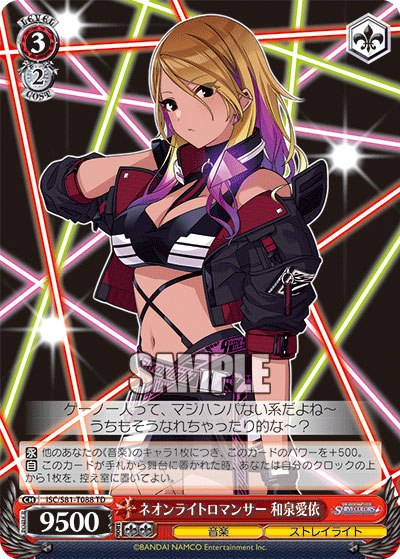 LEVEL
3
2
COST
SAMPLE
ゲーノー人って、マジハンパない系だよね～
うちもそうなれちゃったり的な～？
永 他のあなたの《音楽》のキャラ1枚につき、このカードのパワーを+500。
自 このカードが手札から舞台に置かれた時、あなたは自分のクロックの上から1枚を、控え室に置いてよい。
CH ISC/S81-T088 TD
POWER
9500
SOUL
ネオンライトロマンサー 和泉愛依
SHINY COLORS
音楽
ストレイライト
©BANDAI NAMCO Entertainment Inc.